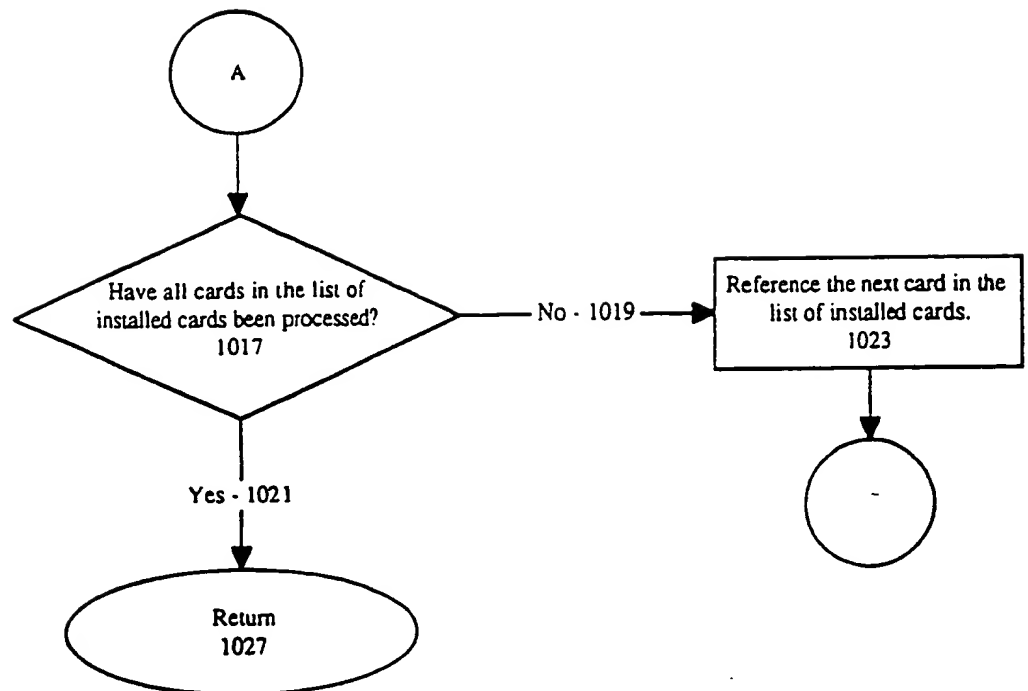 A
Have all cards in the list of
installed cards been processed?
1017
No - 1019
Reference the next card in the
list of installed cards.
1023
Yes - 1021
Return
1027